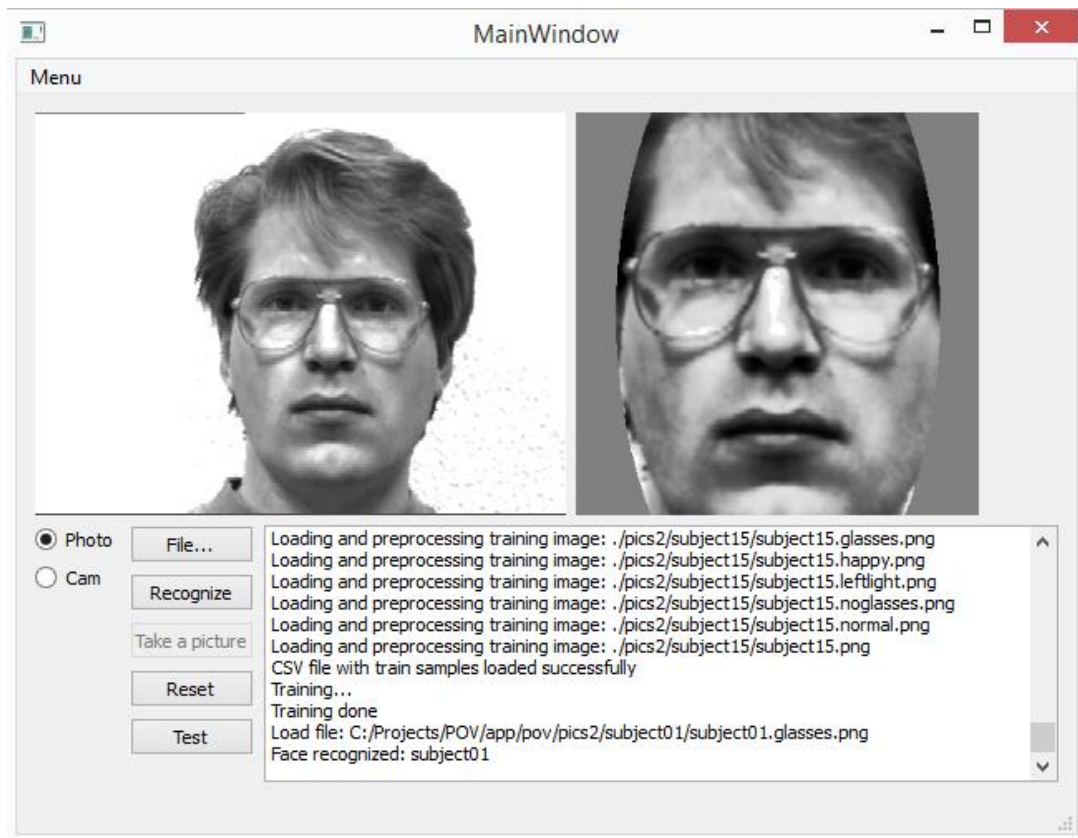 MainWindow
Menu
Photo
Cam
File...
Recognize
Take a picture
Reset
Test
Loading and preprocessing training image: ./pics2/subject15/subject15.glasses.png
Loading and preprocessing training image: ./pics2/subject15/subject15.happy.png
Loading and preprocessing training image: ./pics2/subject15/subject15.leftlight.png
Loading and preprocessing training image: ./pics2/subject15/subject15.noglasses.png
Loading and preprocessing training image: ./pics2/subject15/subject15.normal.png
Loading and preprocessing training image: ./pics2/subject15/subject15.png
CSV file with train samples loaded successfully
Training...
Training done
Load file: C:/Projects/POV/app/pov/pics2/subject01/subject01.glasses.png
Face recognized: subject01